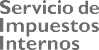 Servicio de
Impuestos
Internos